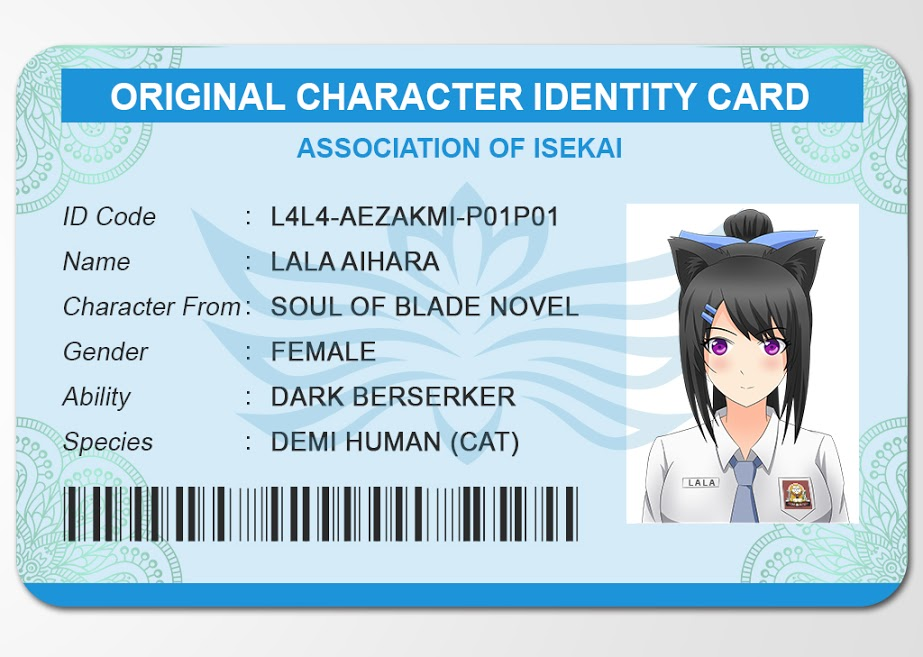 ORIGINAL CHARACTER IDENTITY CARD
ASSOCIATION OF ISEKAI
ID Code : L4L4-AEZAKMI-P01P01
Name : LALA AIHARA
Character From : SOUL OF BLADE NOVEL
Gender : FEMALE
Ability : DARK BERSERKER
Species : DEMI HUMAN (CAT)
LALA